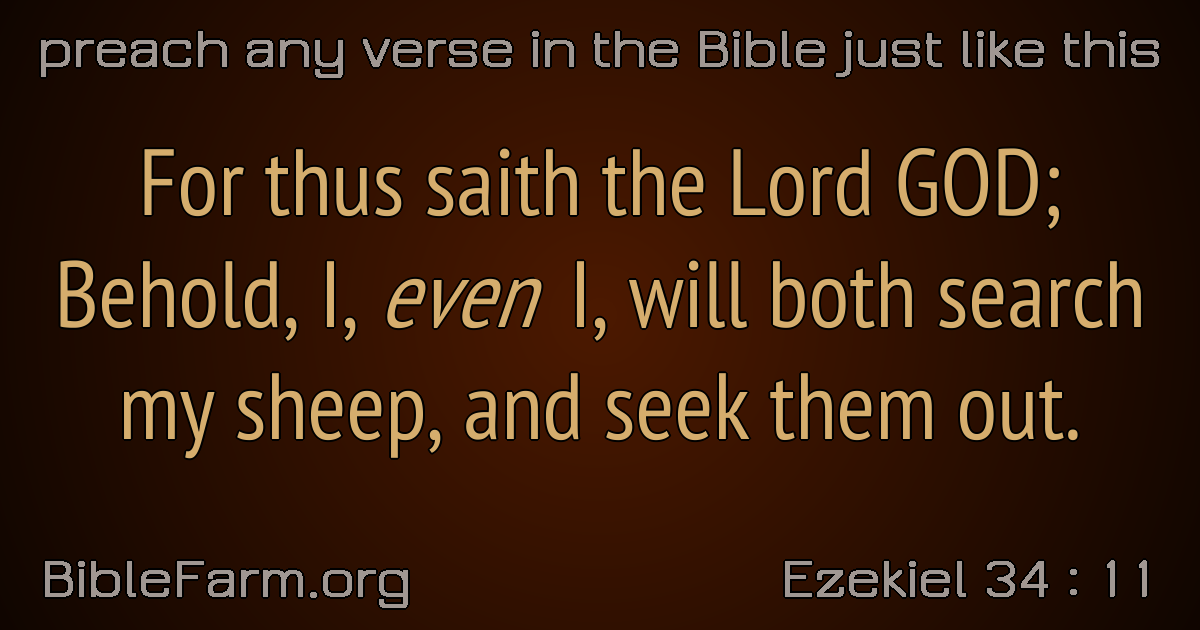 preach any verse in the Bible just like this
For thus saith the Lord GOD;
Behold, I, even I, will both search
my sheep, and seek them out.
BibleFarm.org
Ezekiel 34 : 11